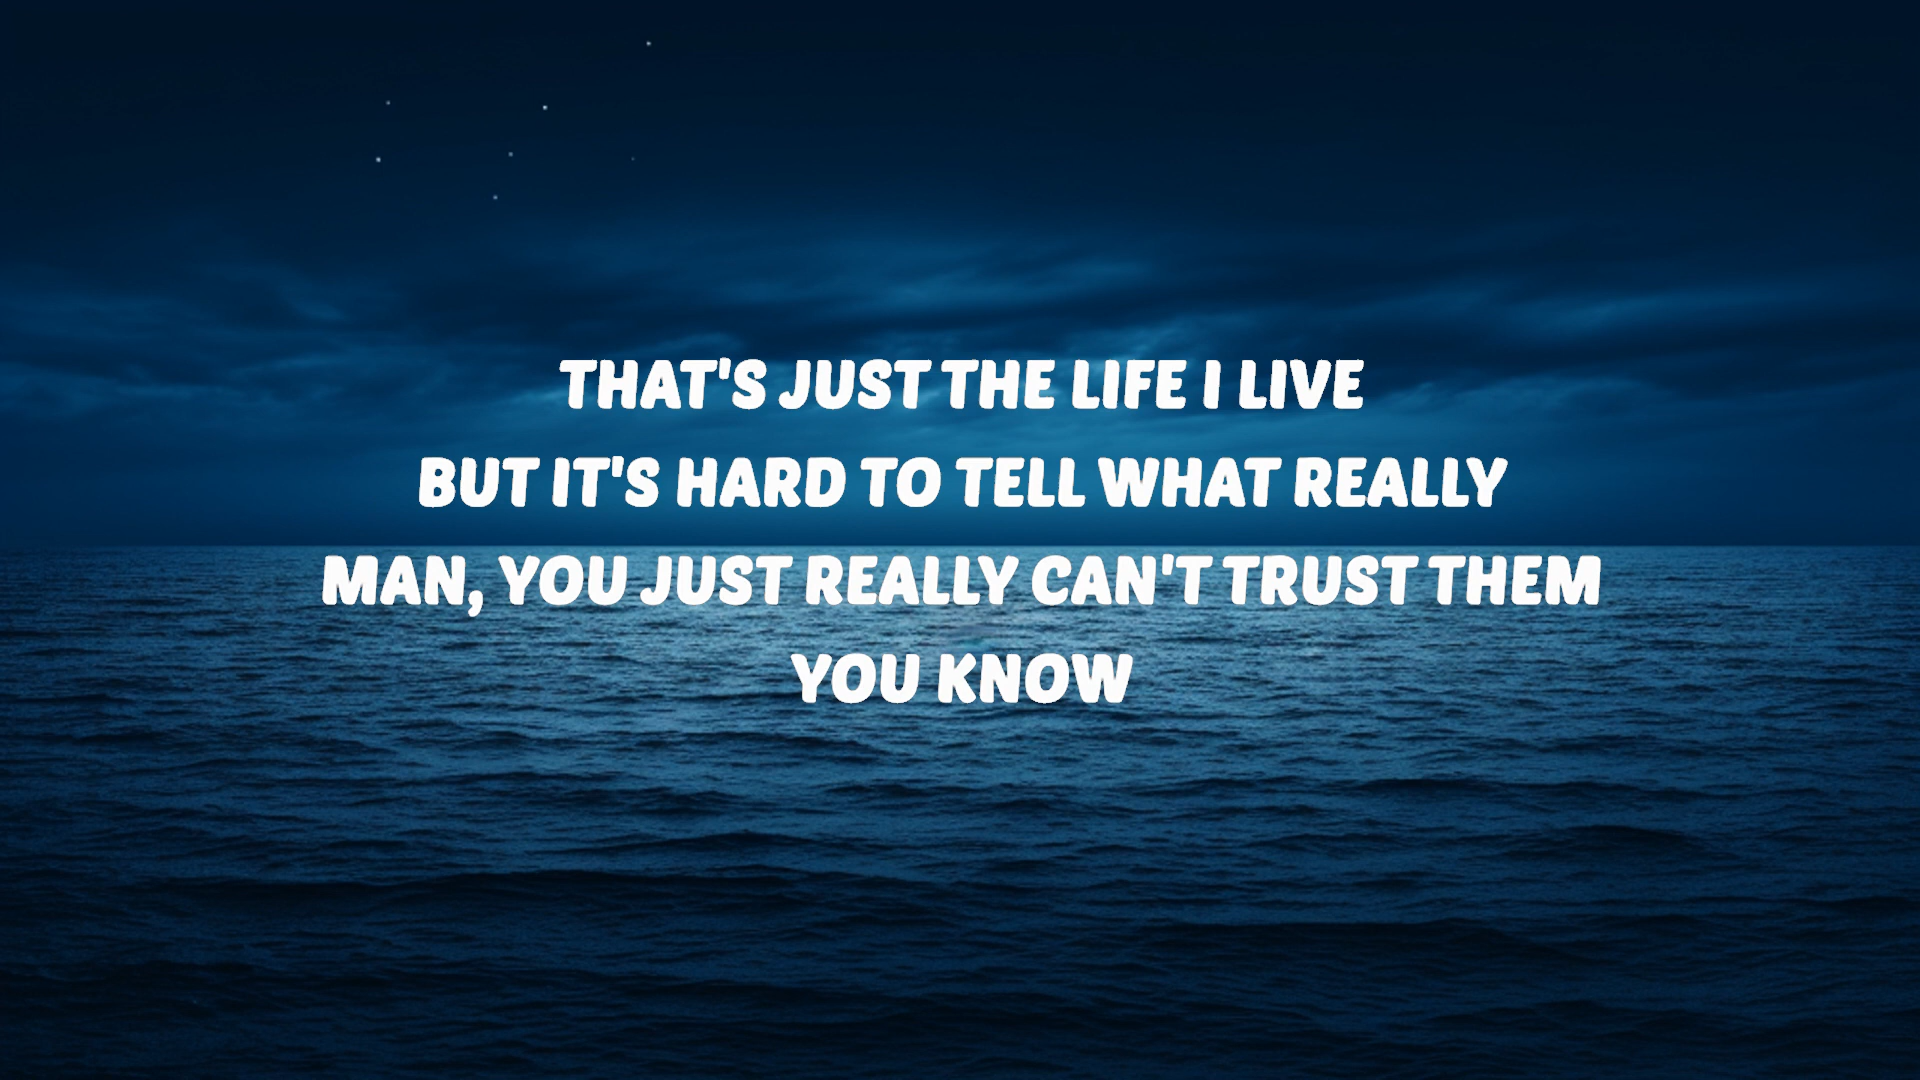 THAT'S JUST THE LIFE I LIVE
BUT IT'S HARD TO TELL WHAT REALLY
MAN, YOU JUST REALLY CAN'T TRUST THEM
YOU KNOW